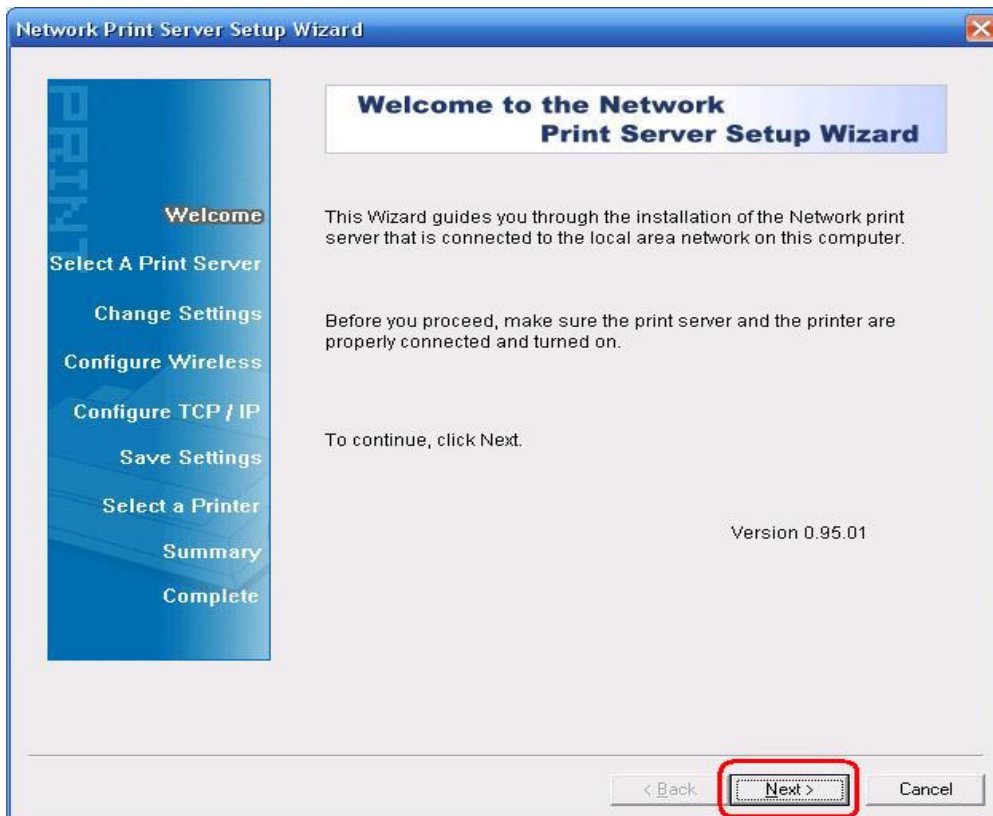 Network Print Server Setup Wizard
PRINT
Welcome to the Network
Print Server Setup Wizard
Welcome
Select A Print Server
Change Settings
Configure Wireless
Configure TCP / IP
Save Settings
Select a Printer
Summary
Complete
This Wizard guides you through the installation of the Network print
server that is connected to the local area network on this computer.
Before you proceed, make sure the print server and the printer are
properly connected and turned on.
To continue, click Next.
Version 0.95.01
< Back
Next >
Cancel